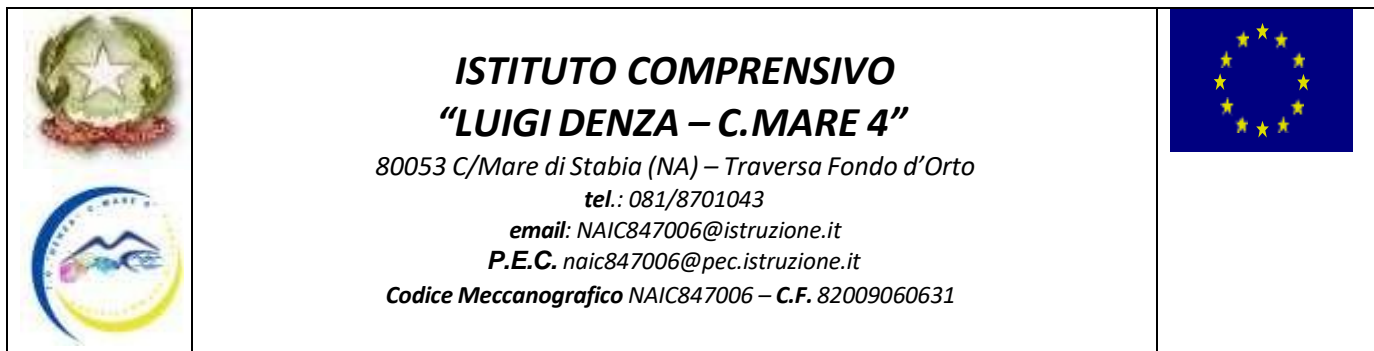 ISTITUTO COMPRENSIVO
“LUIGI DENZA – C.MARE 4”
80053 C/Mare di Stabia (NA) – Traversa Fondo d’Orto
tel.: 081/8701043
email: NAIC847006@istruzione.it
P.E.C. naic847006@pec.istruzione.it
Codice Meccanografico NAIC847006 – C.F. 82009060631